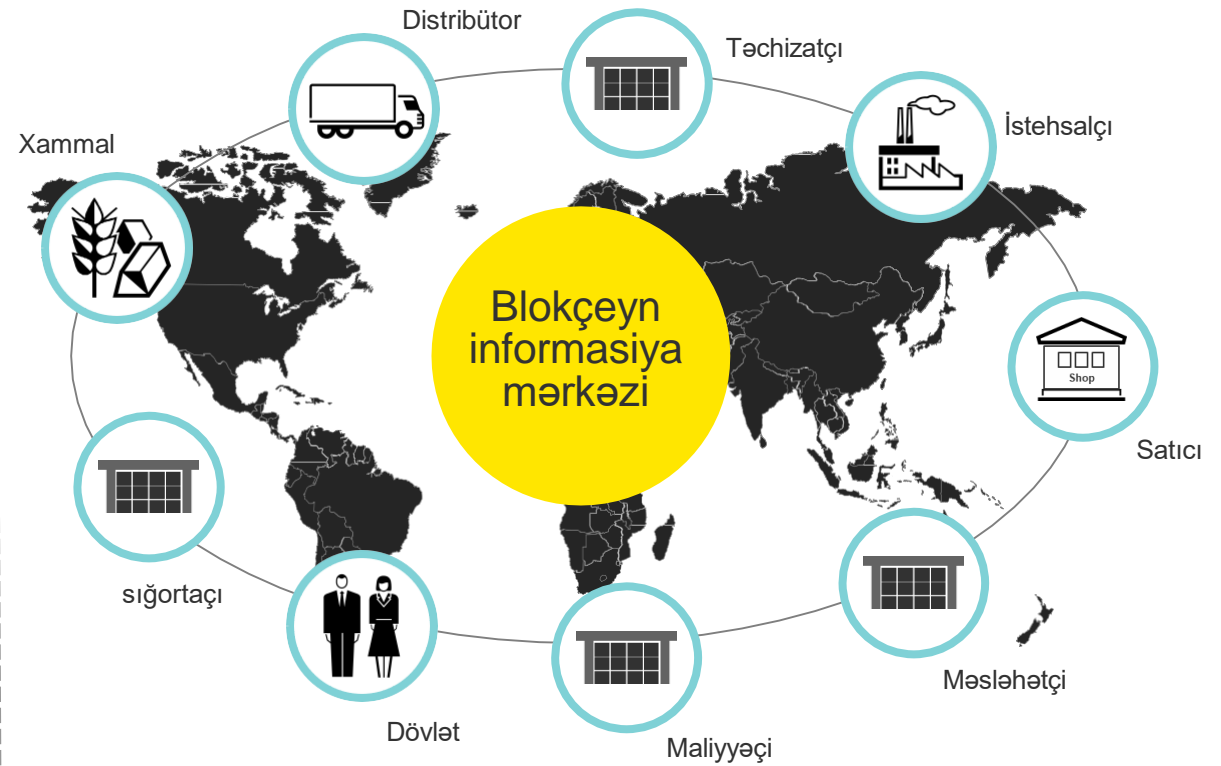 Distribütor
Təchizatçı
İstehsalçı
Xammal
Blokçeyn
informasiya
mərkəzi
Shop
Satıcı
sığortaçı
Məsləhətçi
Dövlət
Maliyyəçi